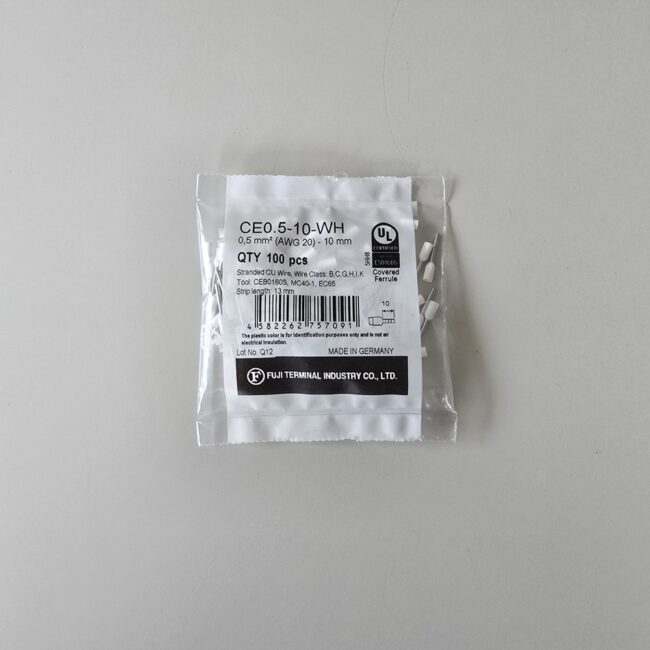 CE0.5-10-WH
0,5 mm² (AWG 20) - 10 mm
QTY 100 pcs
Stranded CU Wire, Wire Class: B,C,G,H,I,K
Tool: CEB0160S, MC40-1, EC65
Strip length: 13 mm
UL
CERTIFIED
Covered
Ferrule
10
4 582262 757091
The plastic color is for identification purposes only and is not an
electrical insulation.
Lot No. Q12 MADE IN GERMANY
F FUJI TERMINAL INDUSTRY CO., LTD.